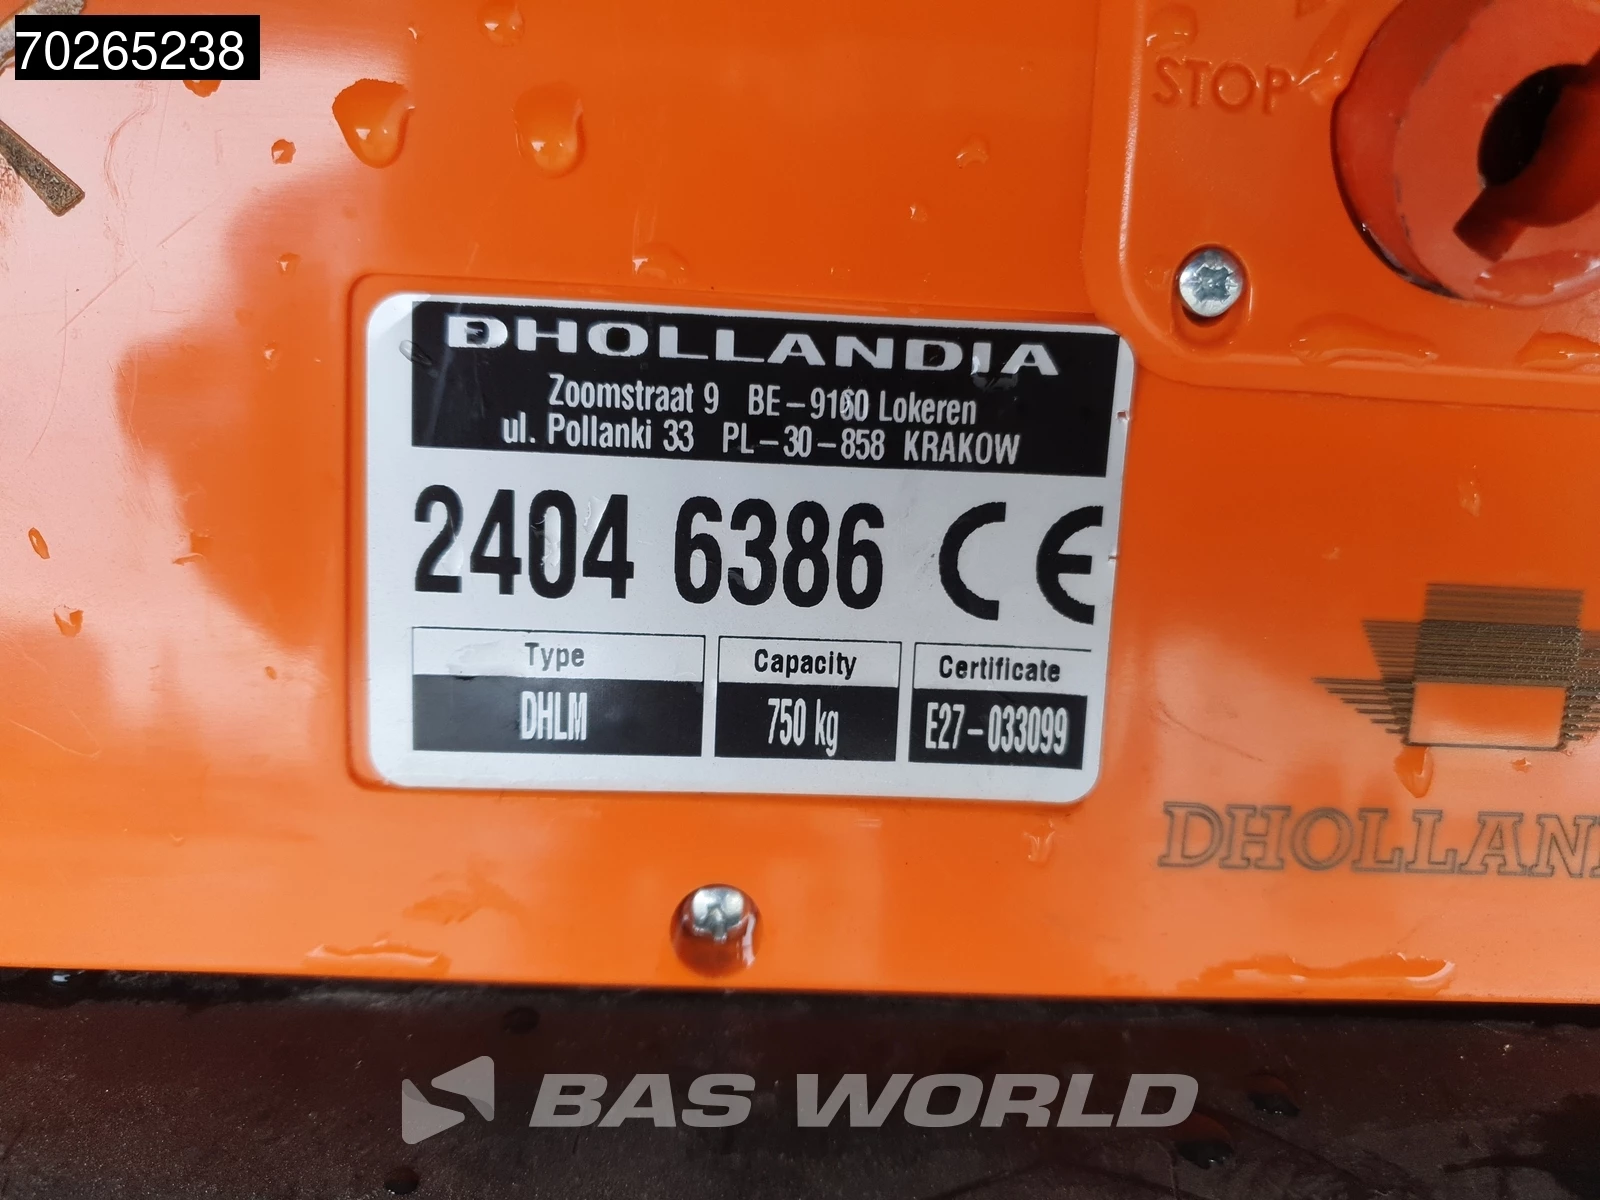 70265238
STOP
DHOLLANDIA
Zoomstraat 9 BE-9160 Lokeren
ul. Pollanki 33 PL-30-858 KRAKOW
2404 6386 CE
Type Capacity Certificate
DHLM 750 kg E27-033099
DHOLLAN
BAS WORLD